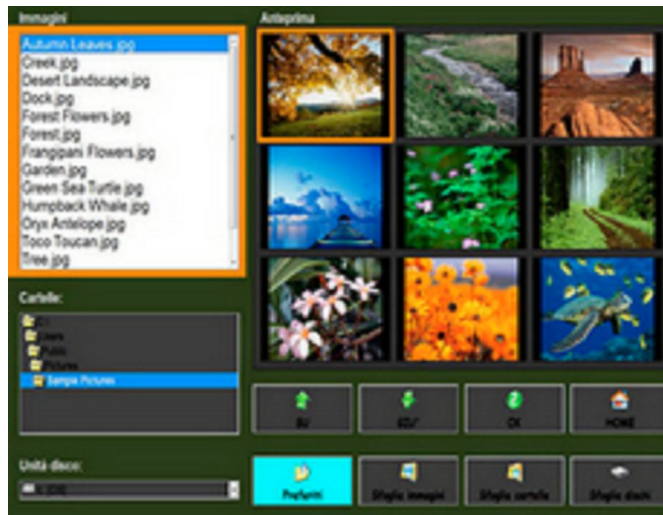 Immagini
Anteprima
Autumn Leaves.jpg
Creek.jpg
Desert Landscape.jpg
Dock.jpg
Forest Flowers.jpg
Forest.jpg
Frangipani Flowers.jpg
Garden.jpg
Green Sea Turtle.jpg
Humpback Whale.jpg
Oryx Antelope.jpg
Toco Toucan.jpg
Tree.jpg
Cartelle:
Users
Public
Pictures
Sample Pictures
SU'
GIU'
OK
HOME
Unità disco:
Preferiti
Sfoglia immagini
Sfoglia cartelle
Sfoglia dischi